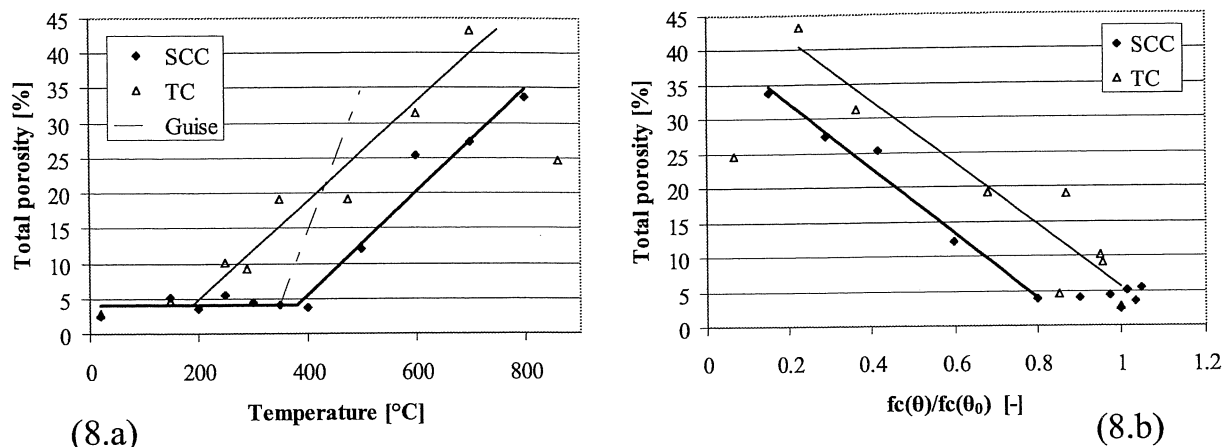 45
40
35
30
25
20
15
10
5
0
Total porosity [%]
SCC
TC
Guise
0 200 400 600 800
Temperature [°C]
(8.a)
45
40
35
30
25
20
15
10
5
0
Total porosity [%]
SCC
TC
0 0.2 0.4 0.6 0.8 1 1.2
fc(θ)/fc(θ₀) [-]
(8.b)